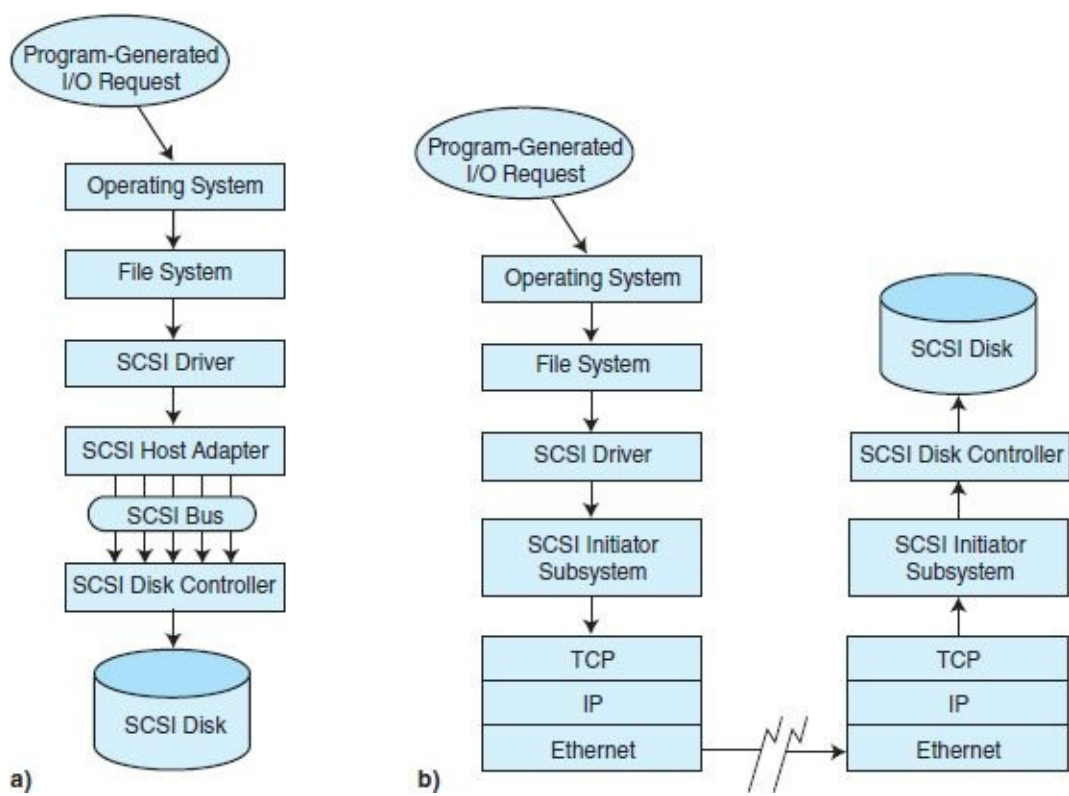 Program-Generated
I/O Request
Operating System
File System
SCSI Driver
SCSI Host Adapter
SCSI Bus
SCSI Disk Controller
SCSI Disk
a)
Program-Generated
I/O Request
Operating System
File System
SCSI Driver
SCSI Initiator
Subsystem
TCP
IP
Ethernet
SCSI Disk
SCSI Disk Controller
SCSI Initiator
Subsystem
TCP
IP
Ethernet
b)